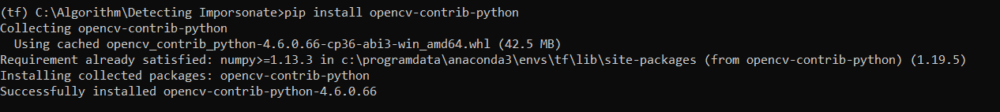 (tf) C:\Algorithm\Detecting Imporsonate>pip install opencv-contrib-python
Collecting opencv-contrib-python
  Using cached opencv_contrib_python-4.6.0.66-cp36-abi3-win_amd64.whl (42.5 MB)
Requirement already satisfied: numpy>=1.13.3 in c:\programdata\anaconda3\envs\tf\lib\site-packages (from opencv-contrib-python) (1.19.5)
Installing collected packages: opencv-contrib-python
Successfully installed opencv-contrib-python-4.6.0.66